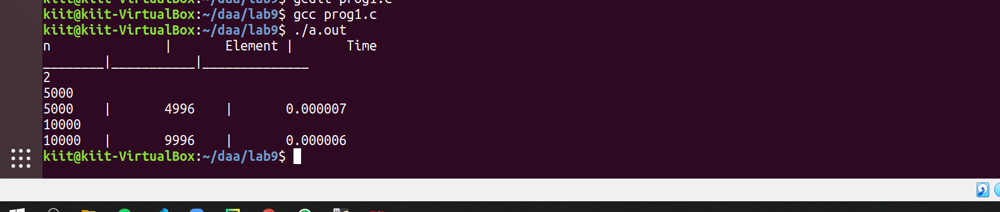 kiit@kiit-VirtualBox:~/daa/lab9$ gedit prog1.c
kiit@kiit-VirtualBox:~/daa/lab9$ gcc prog1.c
kiit@kiit-VirtualBox:~/daa/lab9$ ./a.out
n | Element | Time
________|___________|______________
2
5000
5000 | 4996 | 0.000007
10000
10000 | 9996 | 0.000006
kiit@kiit-VirtualBox:~/daa/lab9$